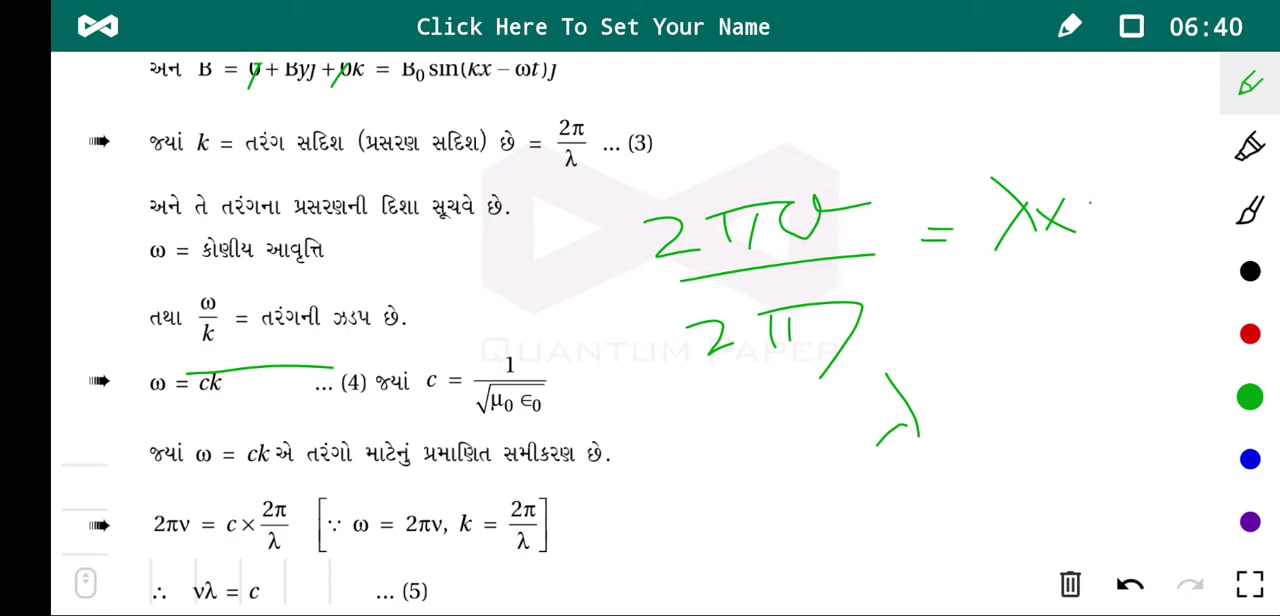 Click Here To Set Your Name
06:40
અને B = 0 + Byĵ + 0k = B₀ sin(kx − ωt)ĵ
➠ જ્યાં k = તરંગ સદિશ (પ્રસરણ સદિશ) છે = 2π/λ ... (3)
અને તે તરંગના પ્રસરણની દિશા સૂચવે છે.
ω = કોણીય આવૃત્તિ
તથા ω/k = તરંગની ઝડપ છે.
➠ ω = ck ... (4) જ્યાં c = 1/√μ₀ ∈₀
જ્યાં ω = ck એ તરંગો માટેનું પ્રમાણિત સમીકરણ છે.
➠ 2πν = c × 2π/λ [∵ ω = 2πν, k = 2π/λ]
∴ νλ = c ... (5)
QUANTUM PAPER
2πν / 2π/λ = λx